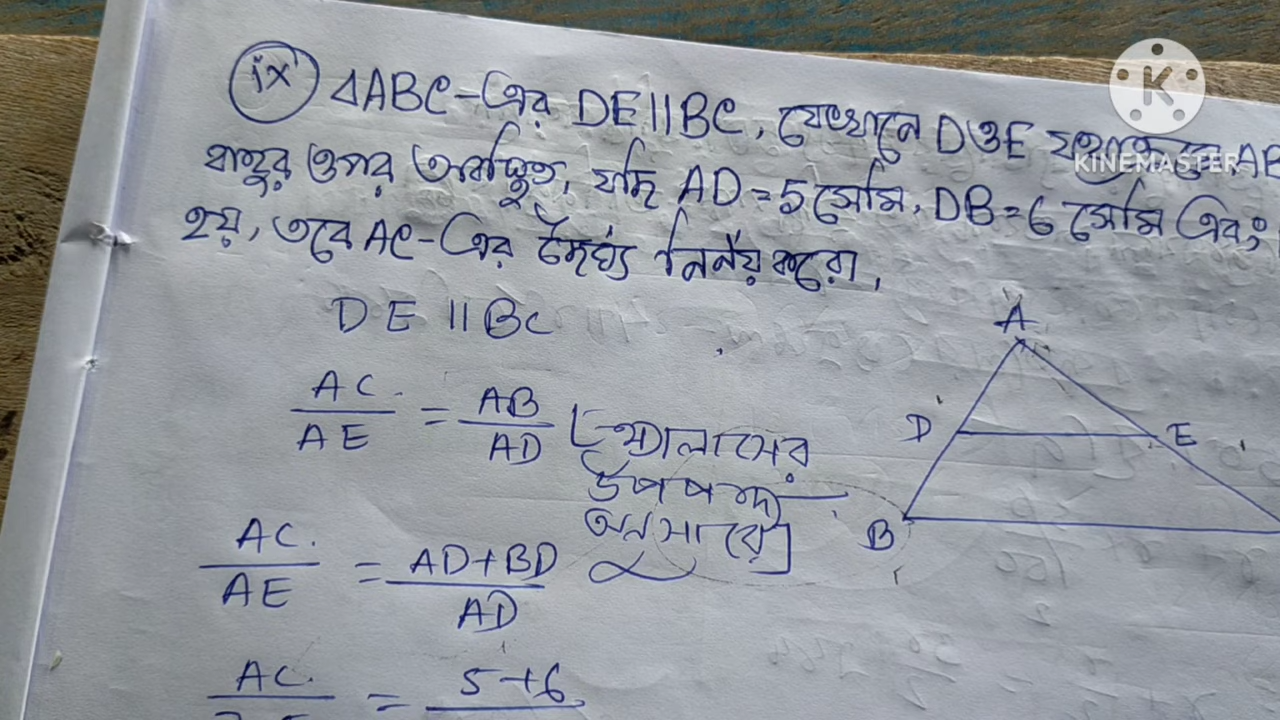 ix
△ABC-এর DE||BC, যেখানে D ও E যথাক্রমে AB
বাহুর ওপর অবস্থিত, যদি AD=5 সেমি, DB=6 সেমি এবং
হয়, তবে AC-এর দৈর্ঘ্য নির্ণয় করো,
DE || BC
AC/AE = AB/AD [থ্যালাসের
উপপাদ্য
অনুসারে]
AC/AE = AD+BD/AD
AC = 5+6
A
D E
B
K
KINEMASTER